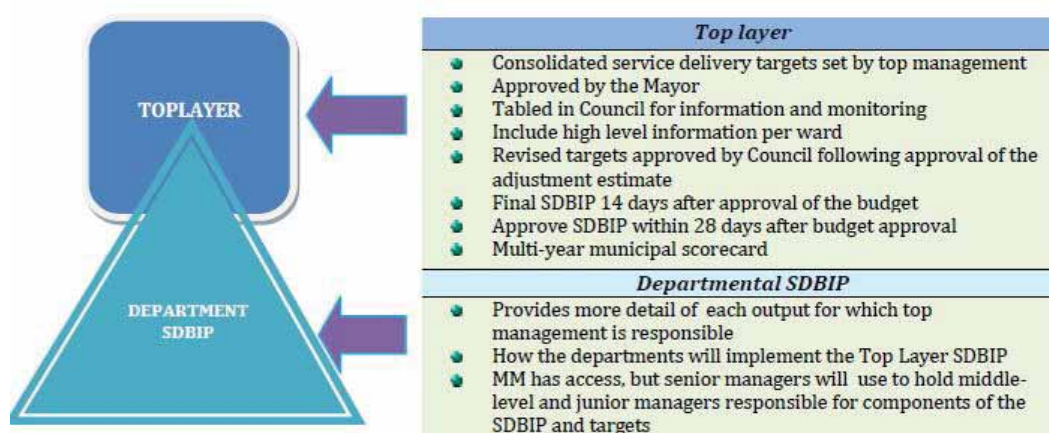 TOPLAYER
DEPARTMENT
SDBIP
Top layer
Consolidated service delivery targets set by top management
Approved by the Mayor
Tabled in Council for information and monitoring
Include high level information per ward
Revised targets approved by Council following approval of the
adjustment estimate
Final SDBIP 14 days after approval of the budget
Approve SDBIP within 28 days after budget approval
Multi-year municipal scorecard
Departmental SDBIP
Provides more detail of each output for which top
management is responsible
How the departments will implement the Top Layer SDBIP
MM has access, but senior managers will use to hold middle-
level and junior managers responsible for components of the
SDBIP and targets